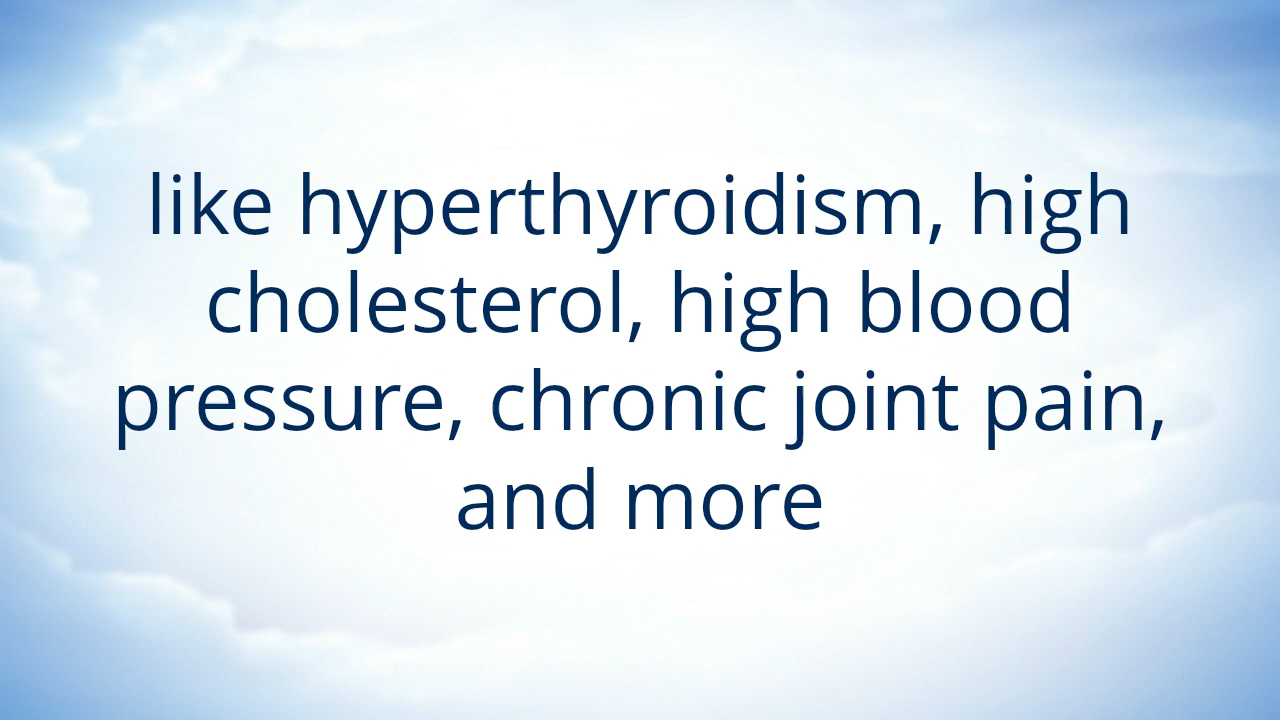 like hyperthyroidism, high
cholesterol, high blood
pressure, chronic joint pain,
and more